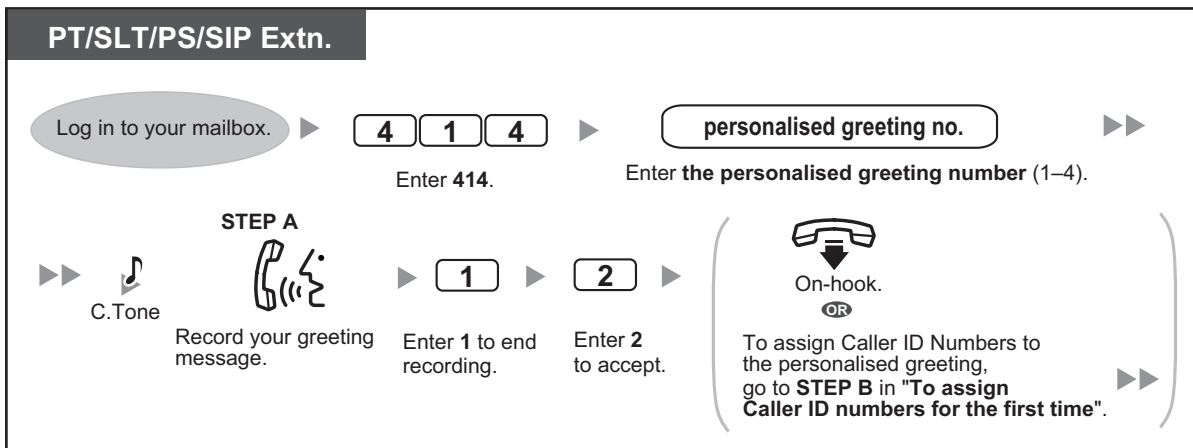 PT/SLT/PS/SIP Extn.
Log in to your mailbox.
4 1 4
personalised greeting no.
Enter 414.
Enter the personalised greeting number (1–4).
STEP A
C.Tone
Record your greeting
message.
1
Enter 1 to end
recording.
2
Enter 2
to accept.
On-hook.
OR
To assign Caller ID Numbers to
the personalised greeting,
go to STEP B in "To assign
Caller ID numbers for the first time".